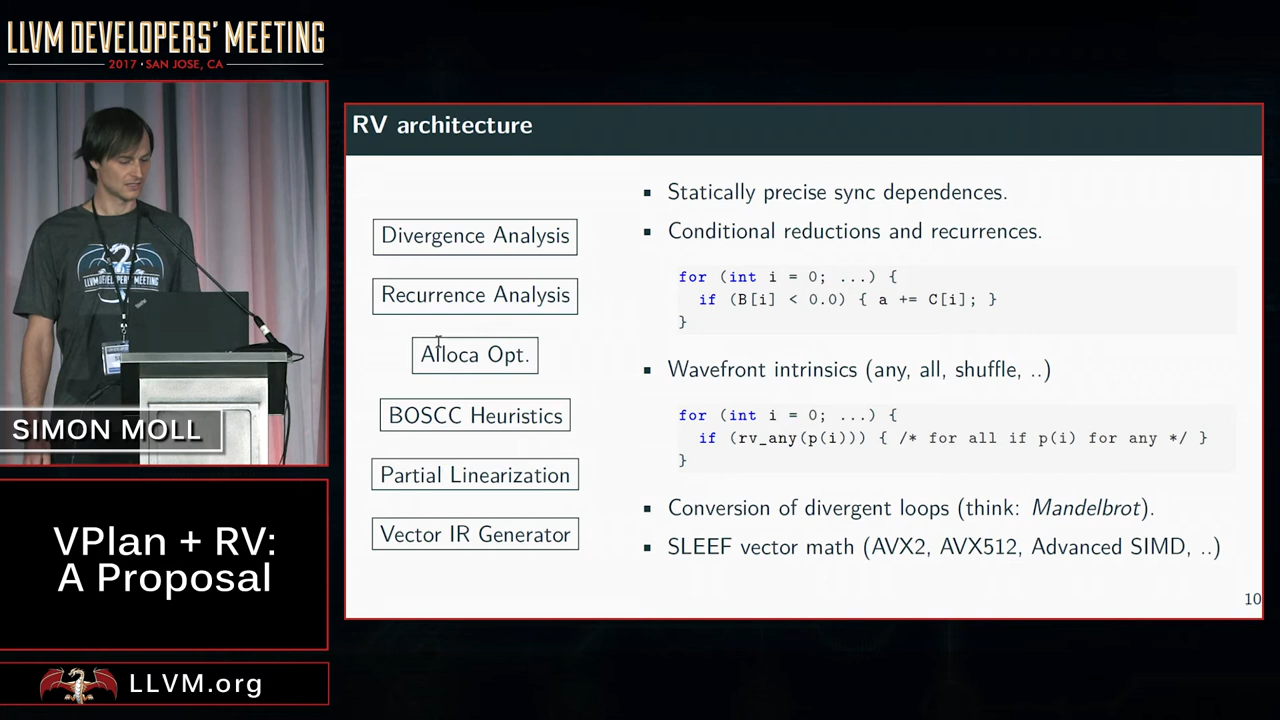 LLVM DEVELOPERS' MEETING
2017 · SAN JOSE, CA
LLVM DEVELOPERS' MEETING
SIMON MOLL
VPlan + RV:
A Proposal
LLVM.org
RV architecture
Divergence Analysis
Recurrence Analysis
Alloca Opt.
BOSCC Heuristics
Partial Linearization
Vector IR Generator
▪ Statically precise sync dependences.
▪ Conditional reductions and recurrences.
for (int i = 0; ...) {
if (B[i] < 0.0) { a += C[i]; }
}
▪ Wavefront intrinsics (any, all, shuffle, ..)
for (int i = 0; ...) {
if (rv_any(p(i))) { /* for all if p(i) for any */ }
}
▪ Conversion of divergent loops (think: Mandelbrot).
▪ SLEEF vector math (AVX2, AVX512, Advanced SIMD, ..)
10